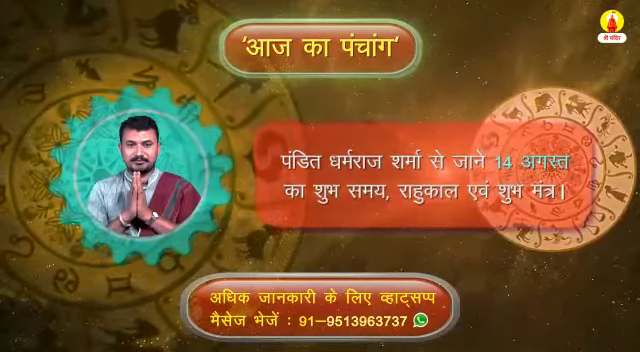 'आज का पंचांग'
श्री मंदिर
पंडित धर्मराज शर्मा से जाने 14 अगस्त
का शुभ समय, राहुकाल एवं शुभ मंत्र।
अधिक जानकारी के लिए व्हाट्सप्प
मैसेज भेजें : 91–9513963737